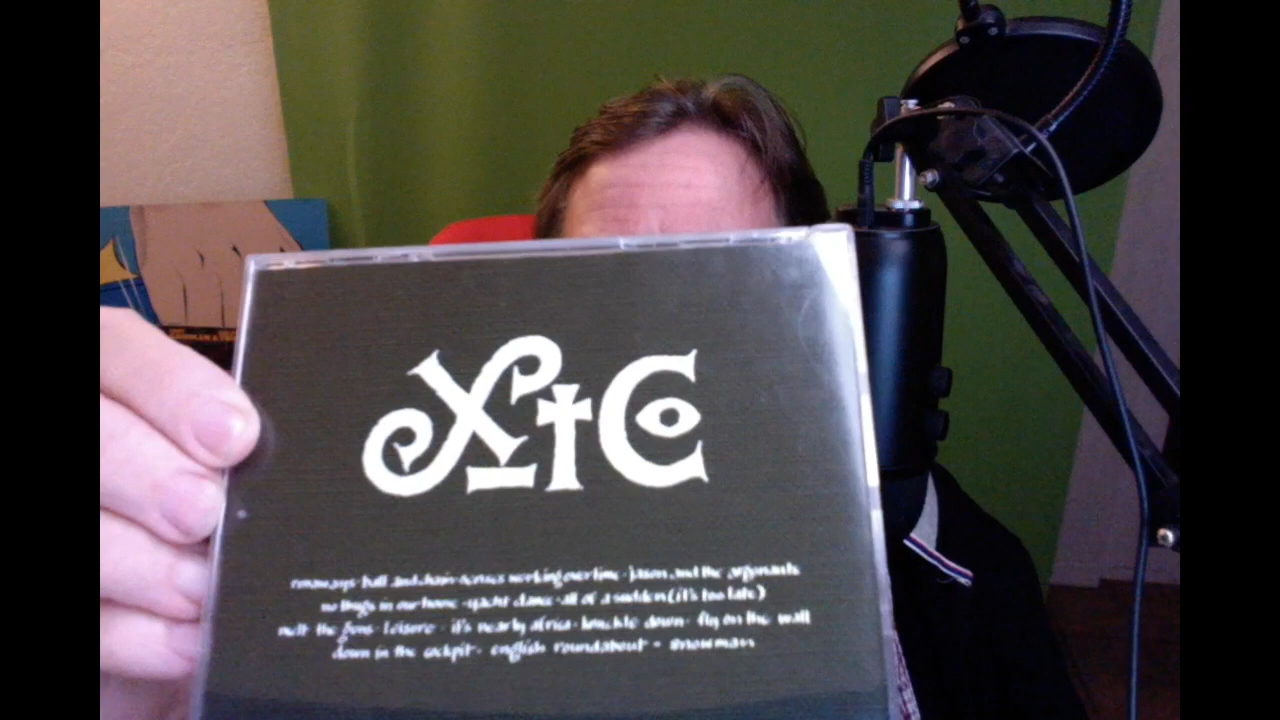 XTC
runaways · ball and chain · senses working overtime · jason and the argonauts
no thugs in our house · yacht dance · all of a sudden (it's too late)
melt the guns · leisure · it's nearly africa · knuckle down · fly on the wall
down in the cockpit · english roundabout · snowman